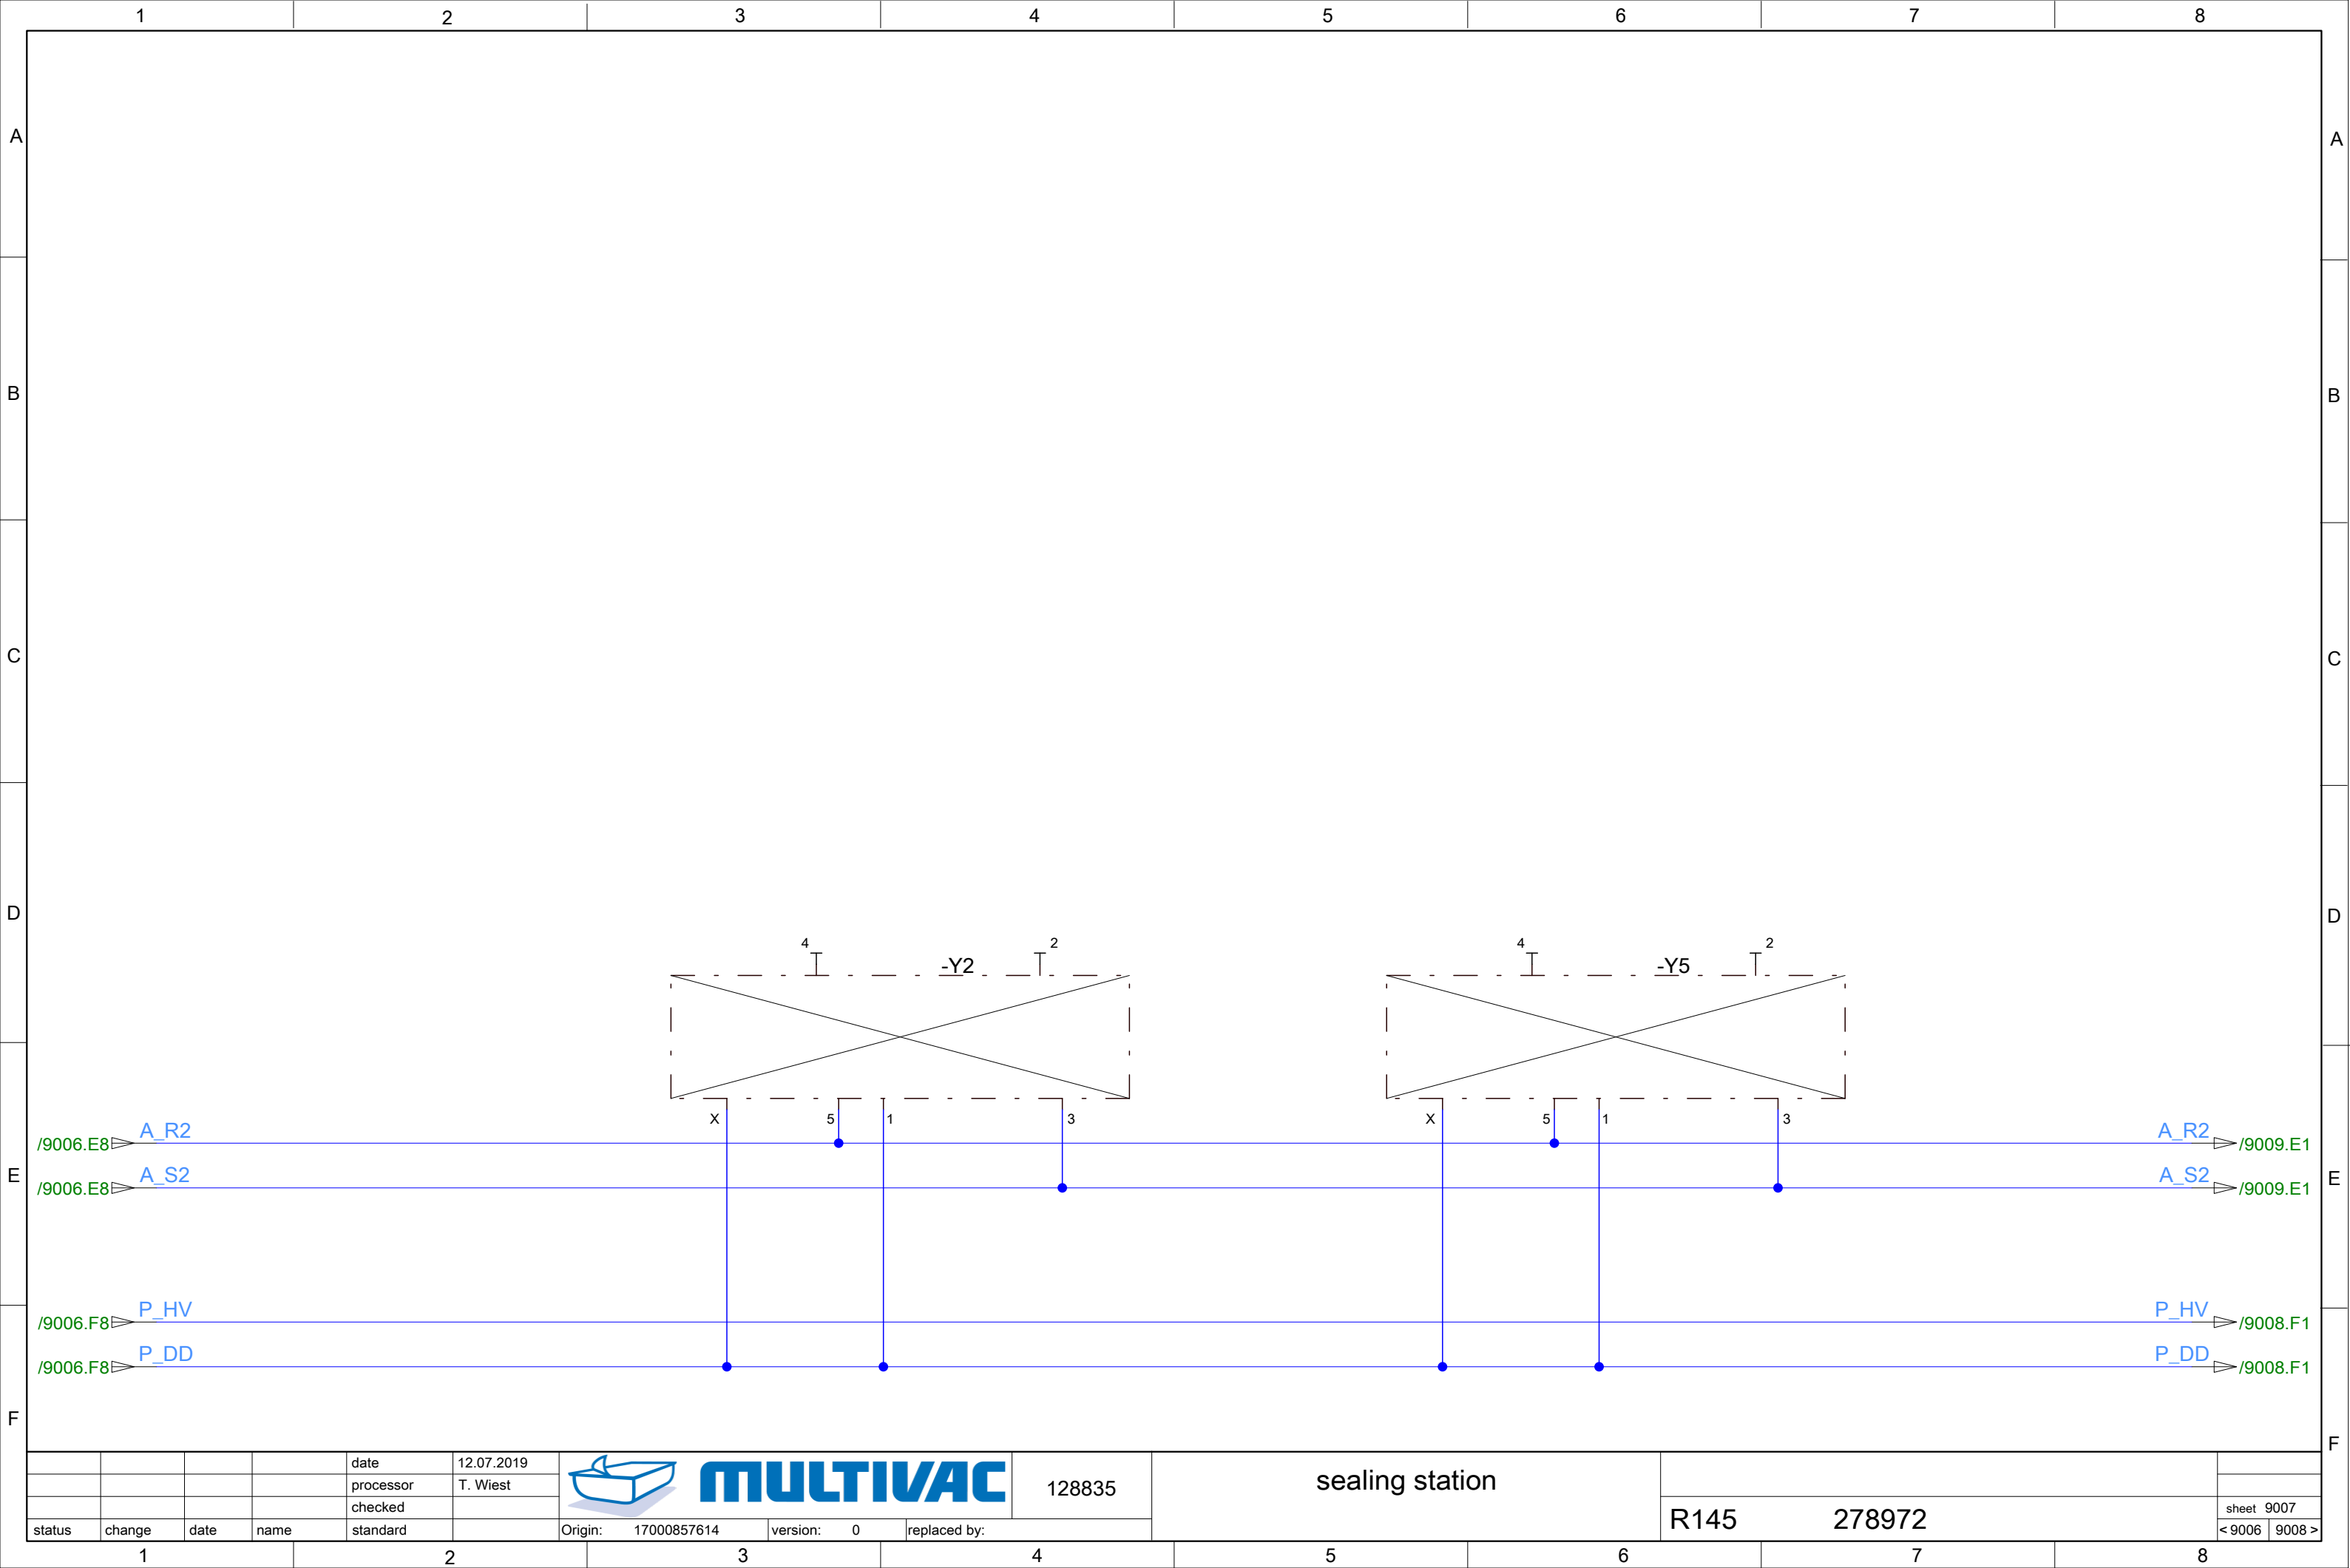 1 2 3 4 5 6 7 8
A A
B B
C C
D D
4 -Y2 2 4 -Y5 2
X 5 1 3 X 5 1 3
/9006.E8 A_R2 A_R2 /9009.E1
E /9006.E8 A_S2 A_S2 /9009.E1 E
/9006.F8 P_HV P_HV /9008.F1
/9006.F8 P_DD P_DD /9008.F1
F F
date 12.07.2019
processor T. Wiest
checked
status change date name standard
MULTIVAC
128835
Origin: 17000857614 version: 0 replaced by:
sealing station
R145 278972
sheet 9007
< 9006 9008 >
1 2 3 4 5 6 7 8